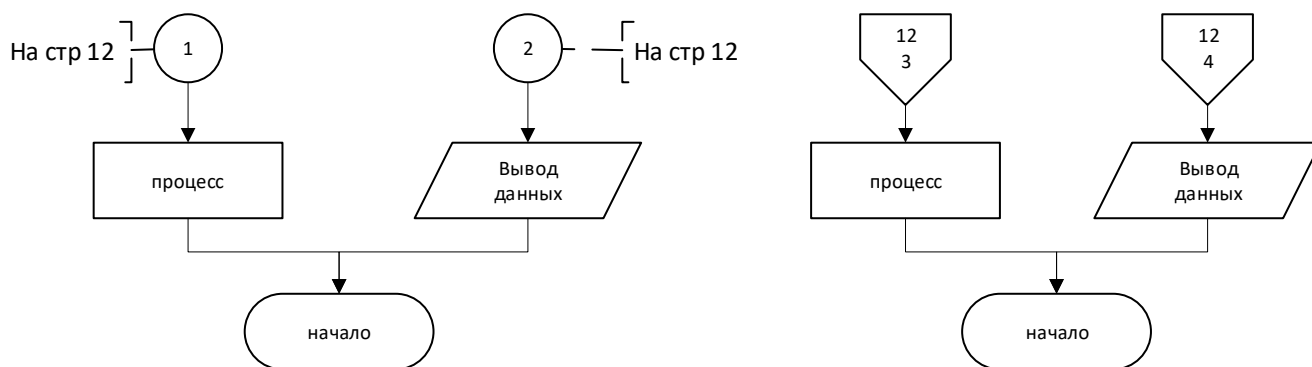 На стр 12
1
2
На стр 12
12
3
12
4
процесс
Вывод
данных
процесс
Вывод
данных
начало
начало